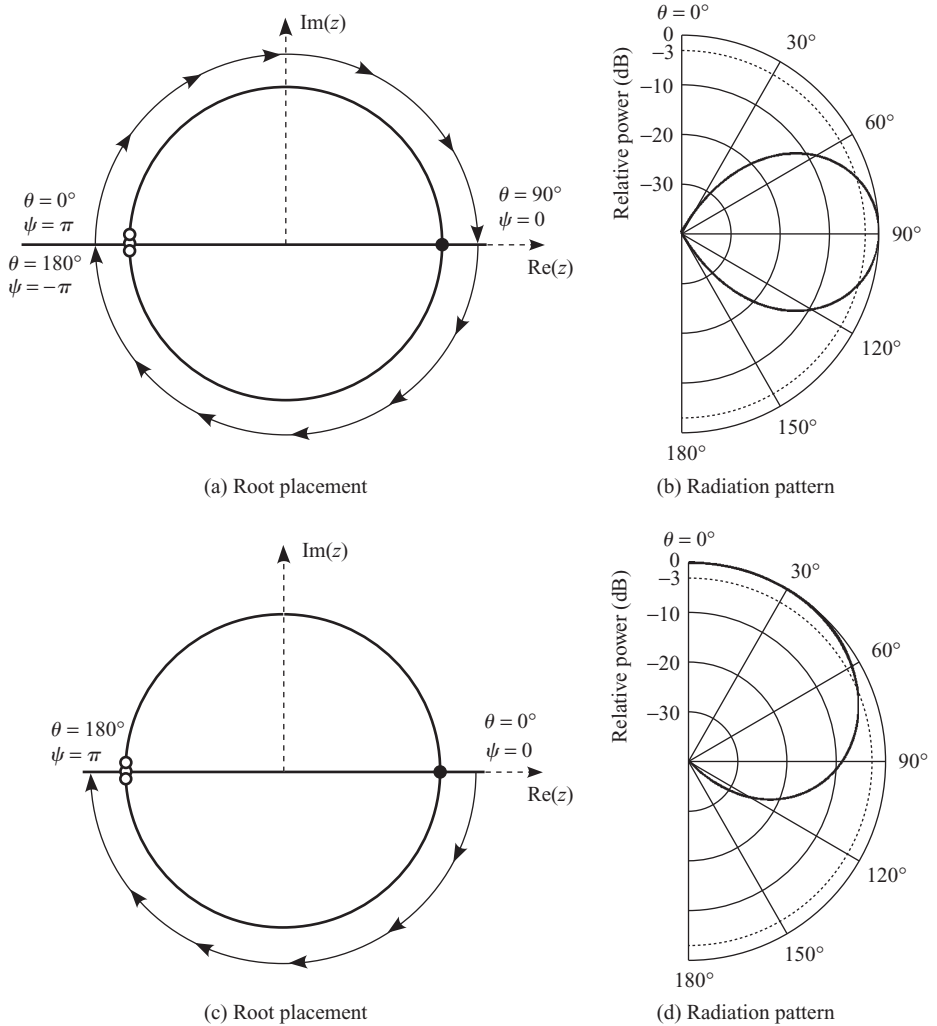 Im(z)
θ = 0°
ψ = π
θ = 180°
ψ = −π
θ = 90°
ψ = 0
Re(z)
(a) Root placement
θ = 0°
Relative power (dB)
0
−3
−10
−20
−30
30°
60°
90°
120°
150°
180°
(b) Radiation pattern
Im(z)
θ = 180°
ψ = π
θ = 0°
ψ = 0
Re(z)
(c) Root placement
θ = 0°
Relative power (dB)
0
−3
−10
−20
−30
30°
60°
90°
120°
150°
180°
(d) Radiation pattern